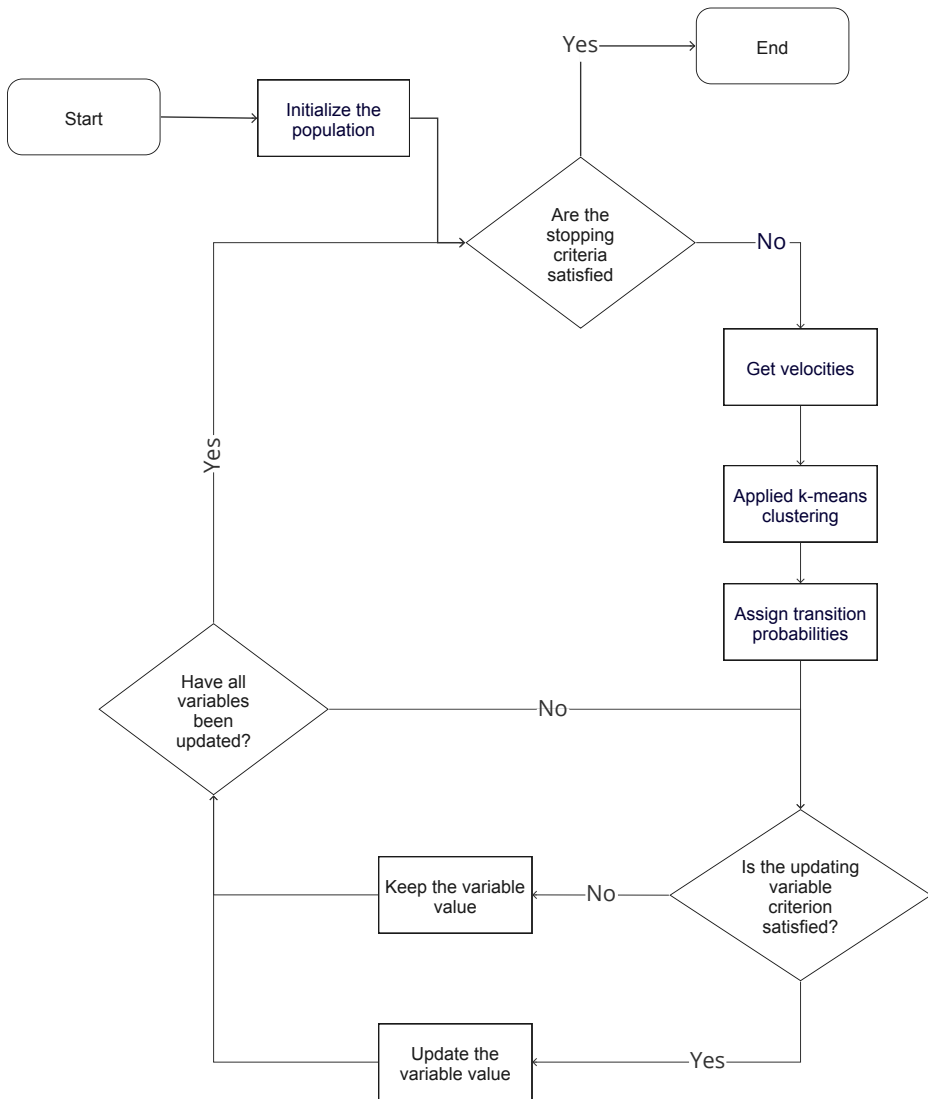 Yes
End
Start
Initialize the
population
Are the
stopping
criteria
satisfied
No
Get velocities
Yes
Applied k-means
clustering
Assign transition
probabilities
Have all
variables
been
updated?
No
Is the updating
variable
criterion
satisfied?
No
Keep the variable
value
Yes
Update the
variable value